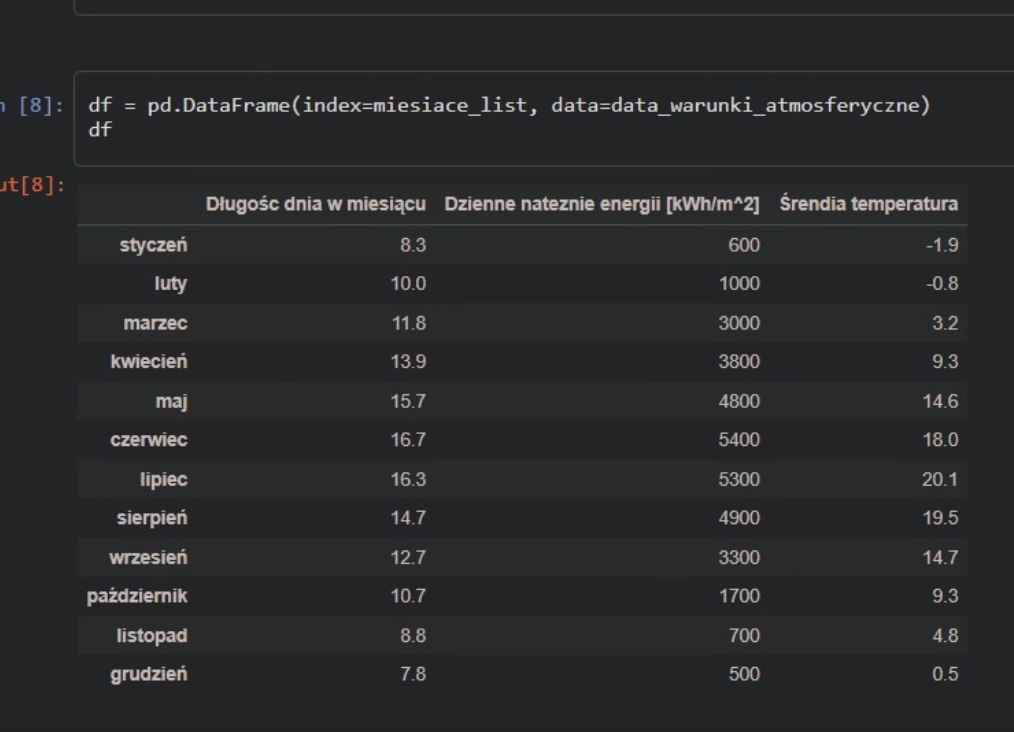 n [8]: df = pd.DataFrame(index=miesiace_list, data=data_warunki_atmosferyczne)
df
ut[8]:
Długośc dnia w miesiącu Dzienne nateznie energii [kWh/m^2] Śrendia temperatura
styczeń 8.3 600 -1.9
luty 10.0 1000 -0.8
marzec 11.8 3000 3.2
kwiecień 13.9 3800 9.3
maj 15.7 4800 14.6
czerwiec 16.7 5400 18.0
lipiec 16.3 5300 20.1
sierpień 14.7 4900 19.5
wrzesień 12.7 3300 14.7
październik 10.7 1700 9.3
listopad 8.8 700 4.8
grudzień 7.8 500 0.5